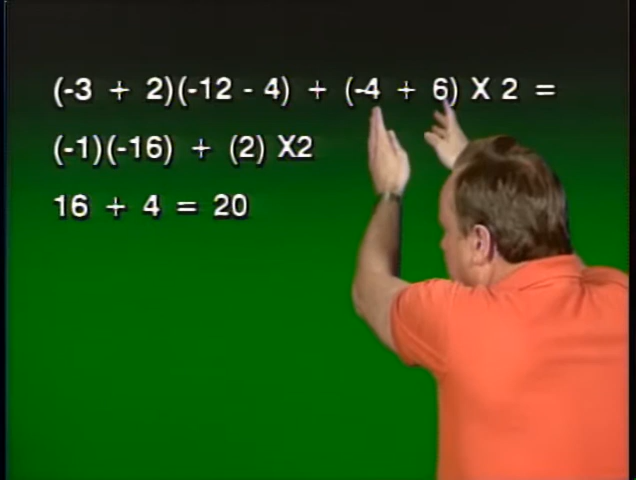 (-3 + 2)(-12 - 4) + (-4 + 6) X 2 =
(-1)(-16) + (2) X2
16 + 4 = 20